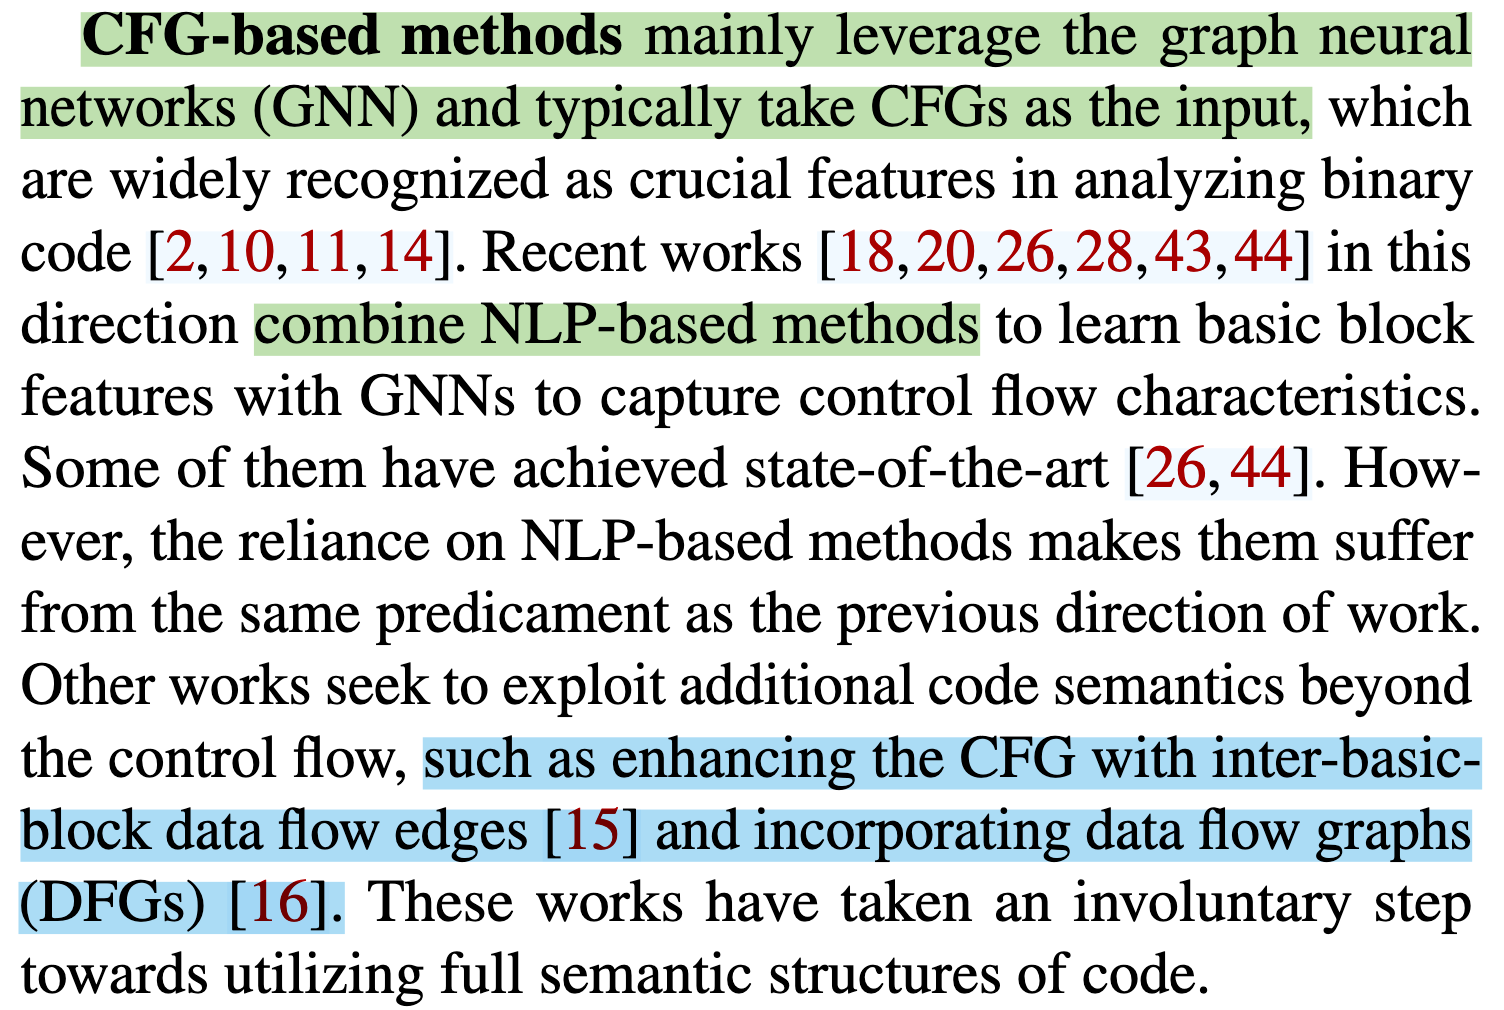 CFG-based methods mainly leverage the graph neural
networks (GNN) and typically take CFGs as the input, which
are widely recognized as crucial features in analyzing binary
code [2,10,11,14]. Recent works [18,20,26,28,43,44] in this
direction combine NLP-based methods to learn basic block
features with GNNs to capture control flow characteristics.
Some of them have achieved state-of-the-art [26,44]. How-
ever, the reliance on NLP-based methods makes them suffer
from the same predicament as the previous direction of work.
Other works seek to exploit additional code semantics beyond
the control flow, such as enhancing the CFG with inter-basic-
block data flow edges [15] and incorporating data flow graphs
(DFGs) [16]. These works have taken an involuntary step
towards utilizing full semantic structures of code.